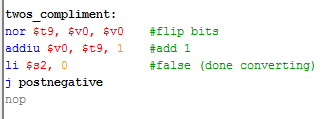 twos_compliment:
nor $t9, $v0, $v0 #flip bits
addiu $v0, $t9, 1 #add 1
li $s2, 0 #false (done converting)
j postnegative
nop